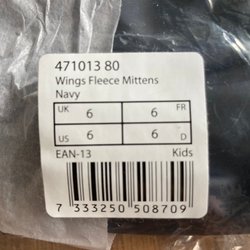 471013 80
Wings Fleece Mittens
Navy
UK 6 6 FR
US 6 6 D
EAN-13 Kids
7 333250 508709